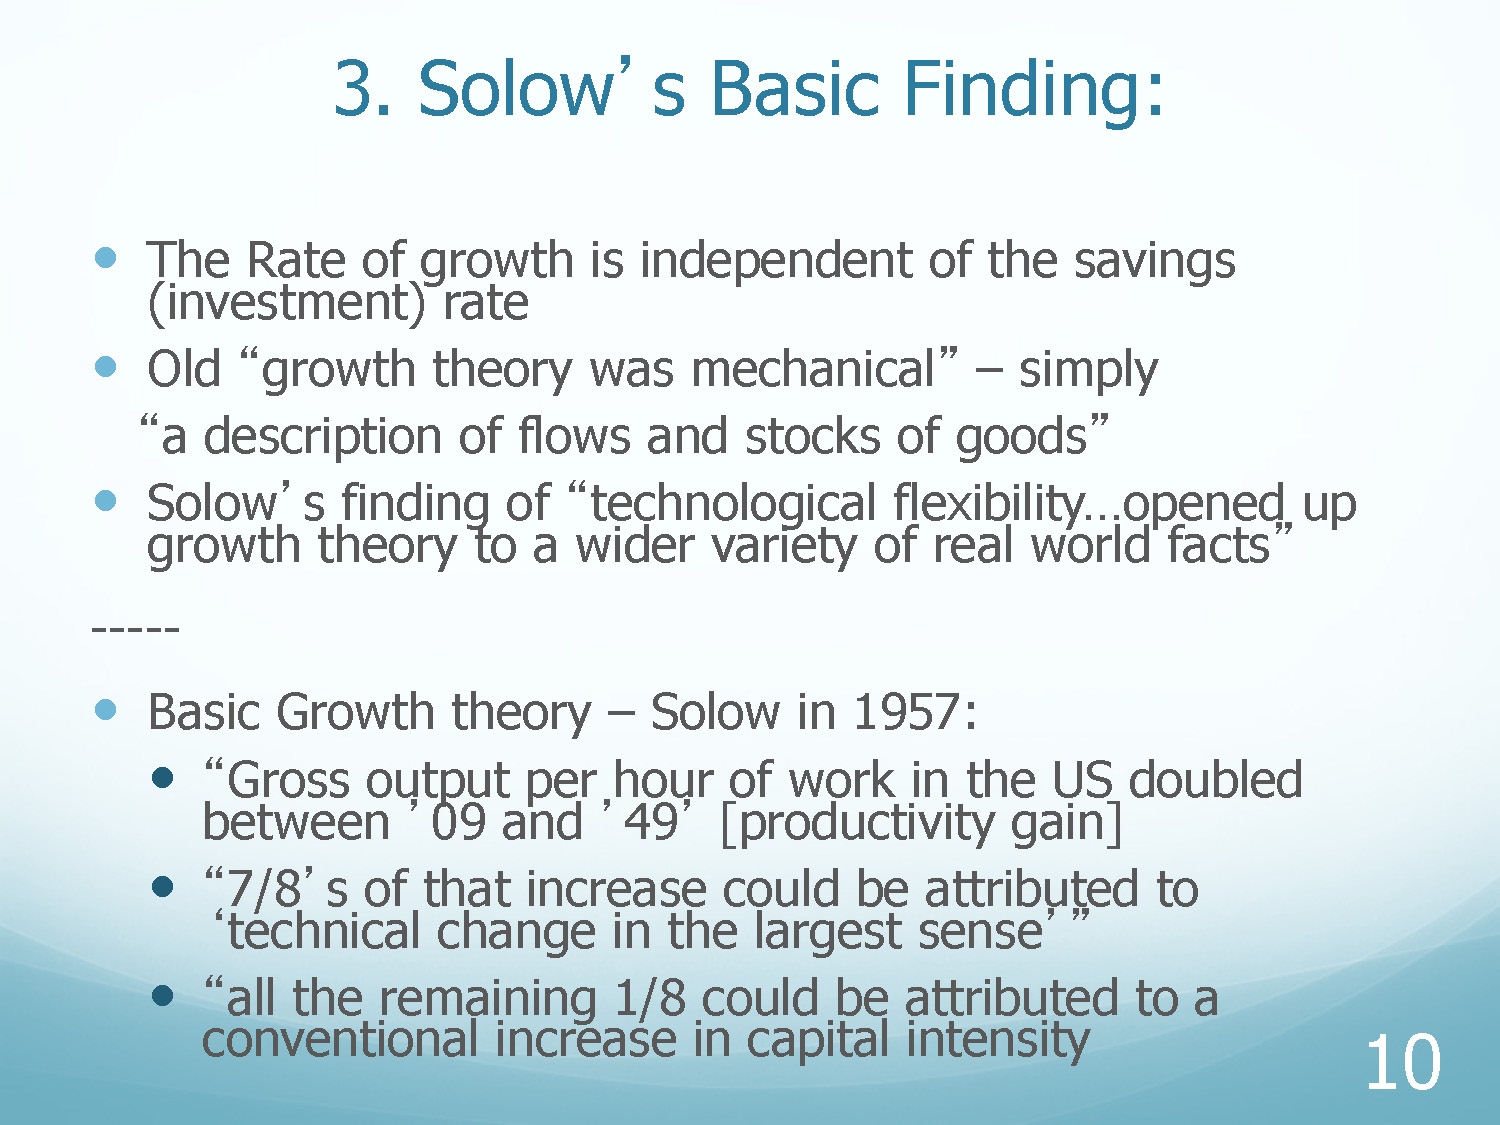 3. Solow’s Basic Finding:
• The Rate of growth is independent of the savings
(investment) rate
• Old “growth theory was mechanical” – simply
“a description of flows and stocks of goods”
• Solow’s finding of “technological flexibility…opened up
growth theory to a wider variety of real world facts”
-----
• Basic Growth theory – Solow in 1957:
• “Gross output per hour of work in the US doubled
between ’09 and ’49’ [productivity gain]
• “7/8’s of that increase could be attributed to
‘technical change in the largest sense’”
• “all the remaining 1/8 could be attributed to a
conventional increase in capital intensity
10